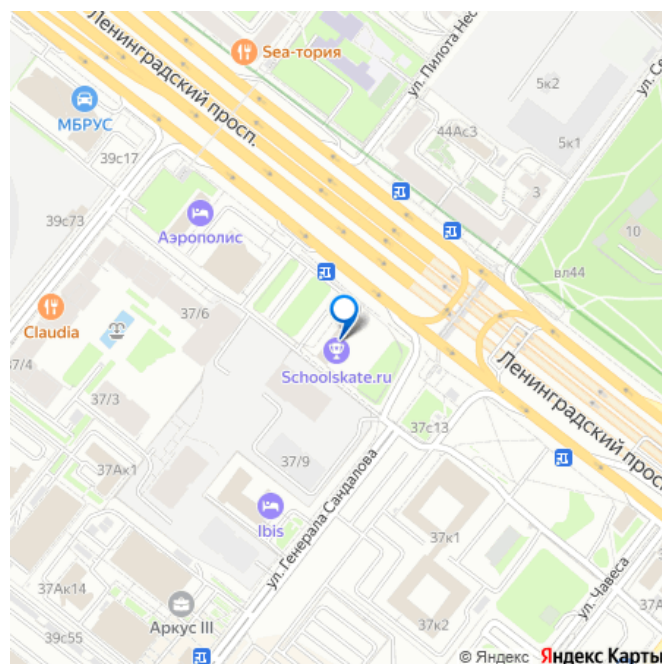 Ленинградский просп.
Sea-тория
ул. Пилота Нес
5к2
ул. Се
МБРУС
44Ас3
5к1
39с17
3
39с73
Аэрополис
10
вл44
37/6
Claudia
37/4
Schoolskate.ru
Ленинградский просп.
37/3
37с13
37Ак1
37/9
Ibis
ул. Генерала Сандалова
37к1
ул. Чавеса
37Ак14
37А
Аркус III
37к2
39с55
© Яндекс Яндекс Карты